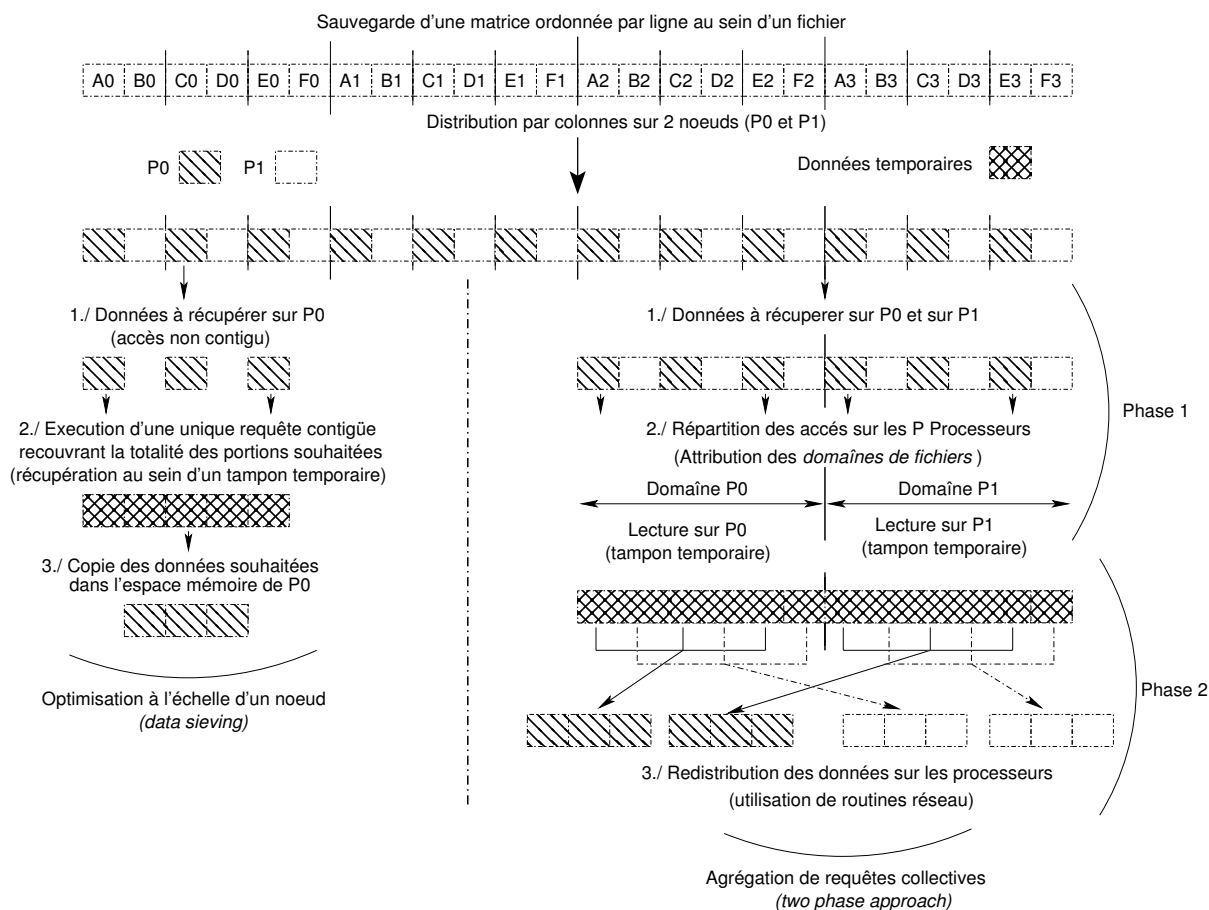 Sauvegarde d'une matrice ordonnée par ligne au sein d'un fichier
A0 B0 C0 D0 E0 F0 A1 B1 C1 D1 E1 F1 A2 B2 C2 D2 E2 F2 A3 B3 C3 D3 E3 F3
Distribution par colonnes sur 2 noeuds (P0 et P1)
P0 P1 Données temporaires
1./ Données à récupérer sur P0
(accès non contigu)
2./ Execution d'une unique requête contigüe
recouvrant la totalité des portions souhaitées
(récupération au sein d'un tampon temporaire)
3./ Copie des données souhaitées
dans l'espace mémoire de P0
Optimisation à l'échelle d'un noeud
(data sieving)
1./ Données à récuperer sur P0 et sur P1
2./ Répartition des accés sur les P Processeurs
(Attribution des domaînes de fichiers )
Domaîne P0 Domaîne P1
Lecture sur P0
(tampon temporaire)
Lecture sur P1
(tampon temporaire)
Phase 1
Phase 2
3./ Redistribution des données sur les processeurs
(utilisation de routines réseau)
Agrégation de requêtes collectives
(two phase approach)